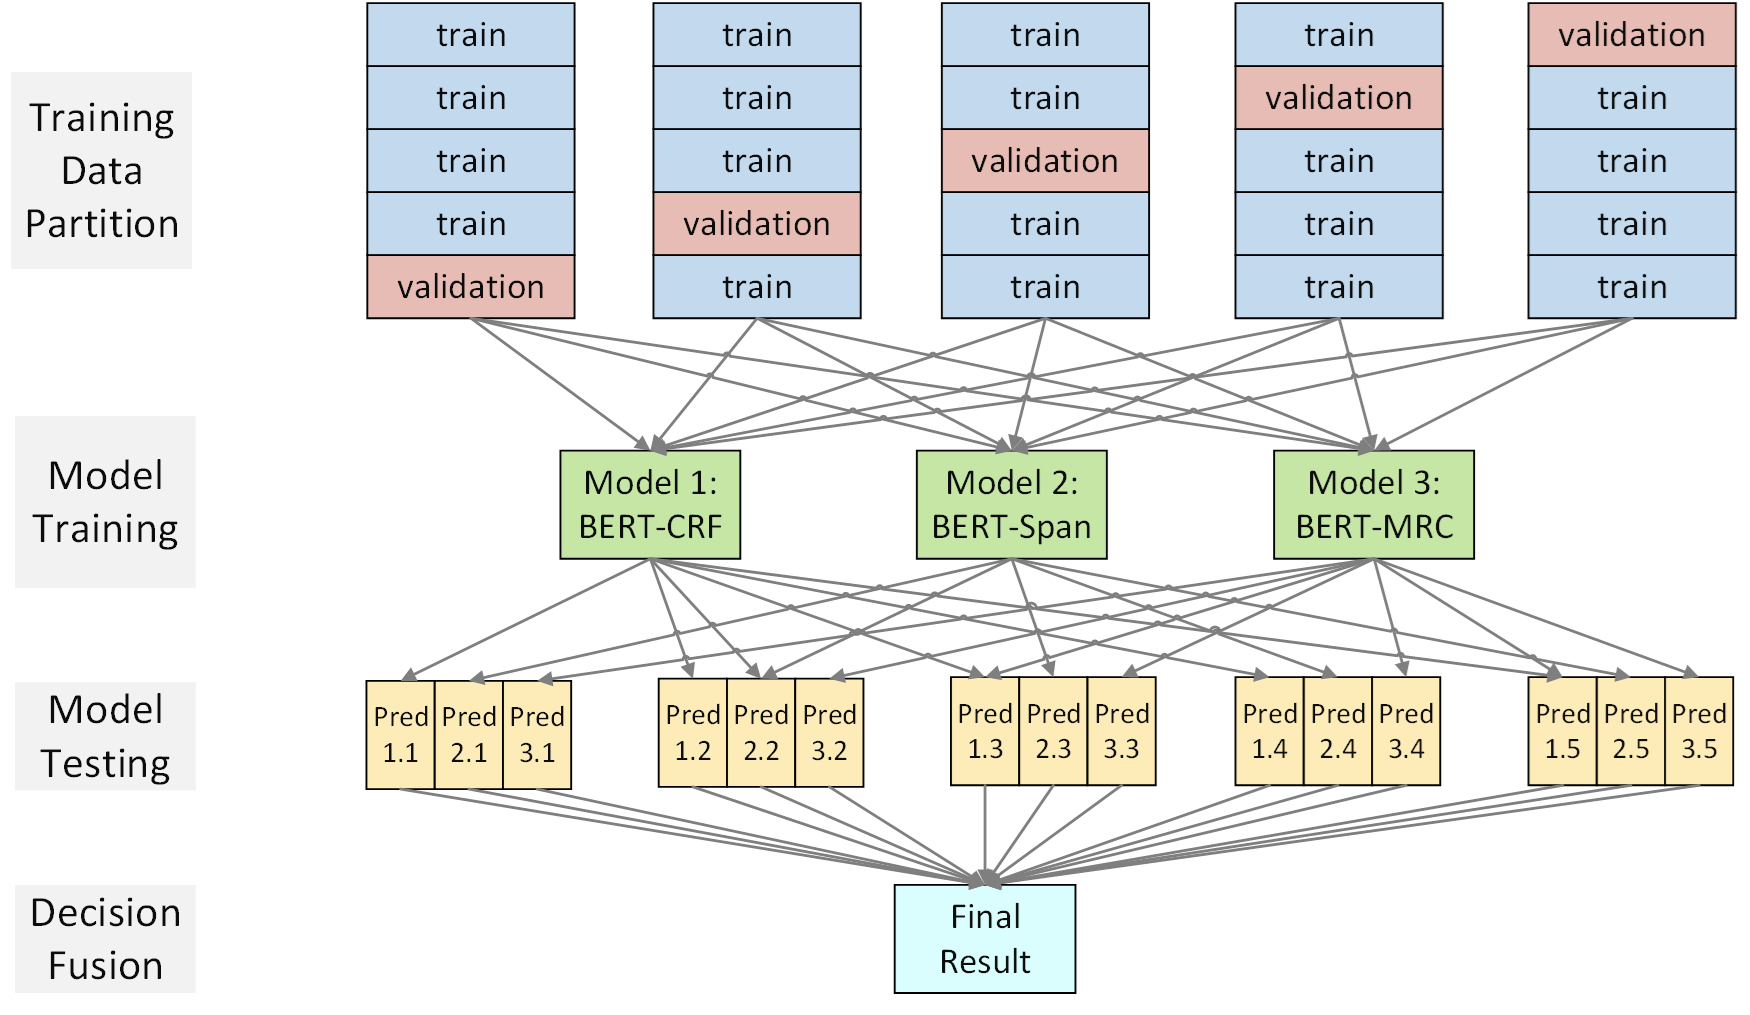 Training
Data
Partition
train train train train validation
train train train validation train
train train validation train train
train validation train train train
validation train train train train
Model
Training
Model 1:
BERT-CRF
Model 2:
BERT-Span
Model 3:
BERT-MRC
Model
Testing
Pred
1.1
Pred
2.1
Pred
3.1
Pred
1.2
Pred
2.2
Pred
3.2
Pred
1.3
Pred
2.3
Pred
3.3
Pred
1.4
Pred
2.4
Pred
3.4
Pred
1.5
Pred
2.5
Pred
3.5
Decision
Fusion
Final
Result